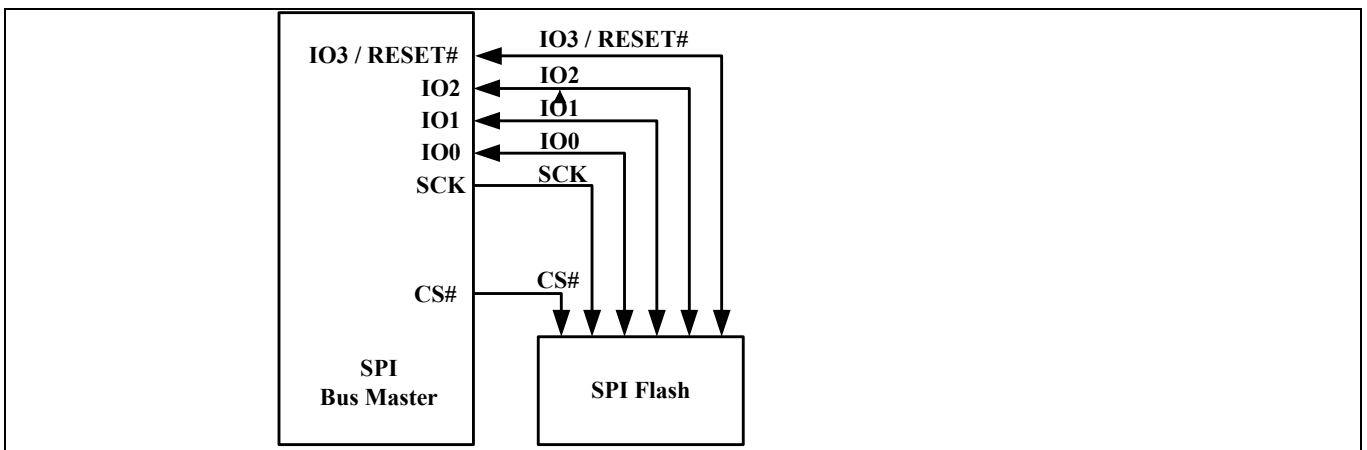 IO3 / RESET#
IO3 / RESET#
IO2
IO2
IO1
IO1
IO0
IO0
SCK
SCK
CS#
CS#
SPI
Bus Master
SPI Flash